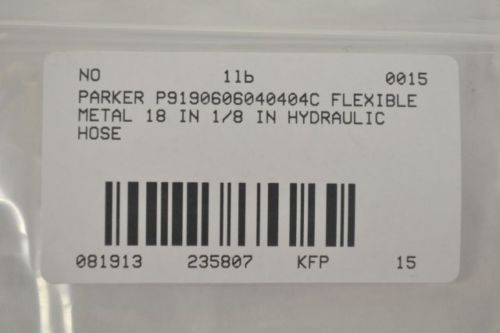 NO 1lb 0015
PARKER P9190606040404C FLEXIBLE
METAL 18 IN 1/8 IN HYDRAULIC
HOSE
081913 235807 KFP 15